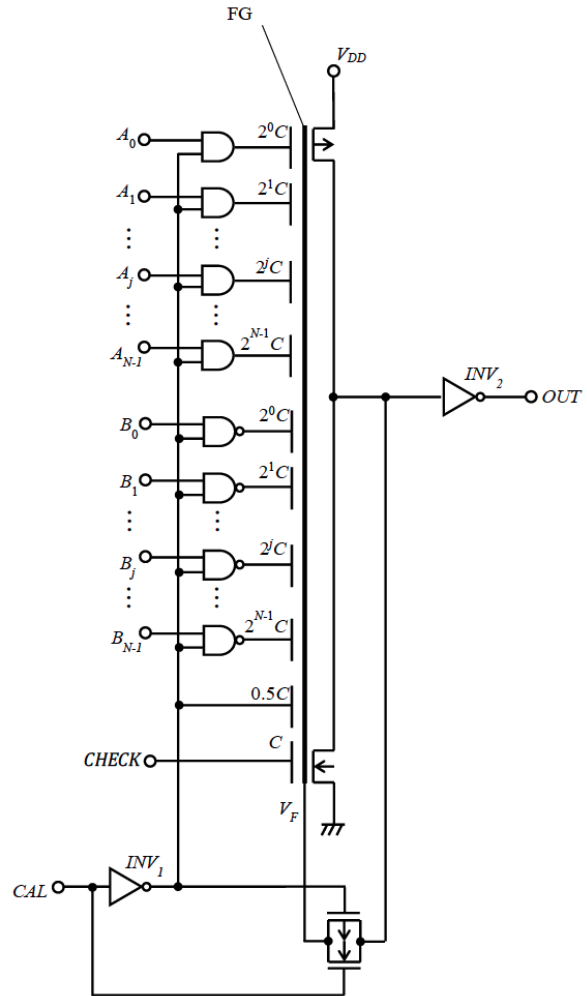 FG
V_DD
A_0
2^0C
A_1
2^1C
⋮ ⋮
A_j
2^jC
⋮ ⋮
A_N-1
2^N-1C
INV_2
OUT
B_0
2^0C
B_1
2^1C
⋮ ⋮
B_j
2^jC
⋮ ⋮
B_N-1
2^N-1C
0.5C
CHECK
C
V_F
INV_1
CAL